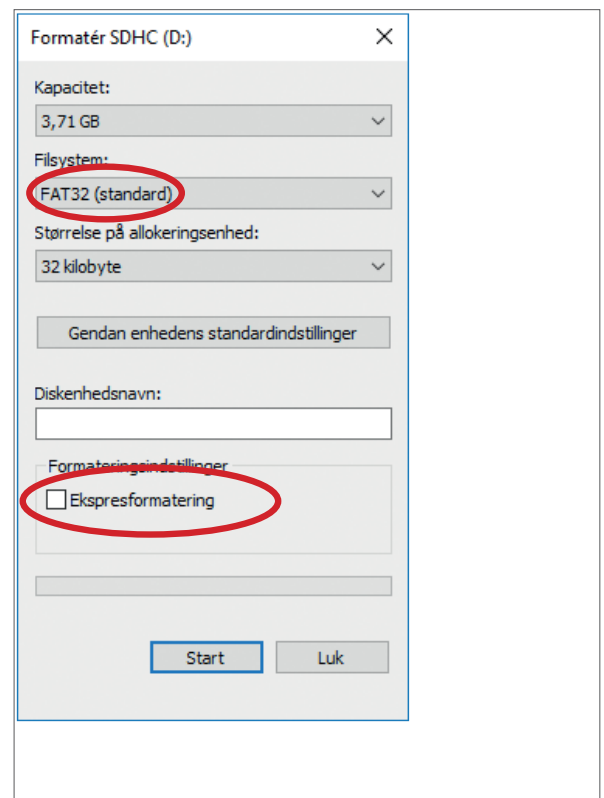 Formatér SDHC (D:)
Kapacitet:
3,71 GB
Filsystem:
FAT32 (standard)
Størrelse på allokeringsenhed:
32 kilobyte
Gendan enhedens standardindstillinger
Diskenhedsnavn:
Formateringsindstillinger
Ekspresformatering
Start Luk